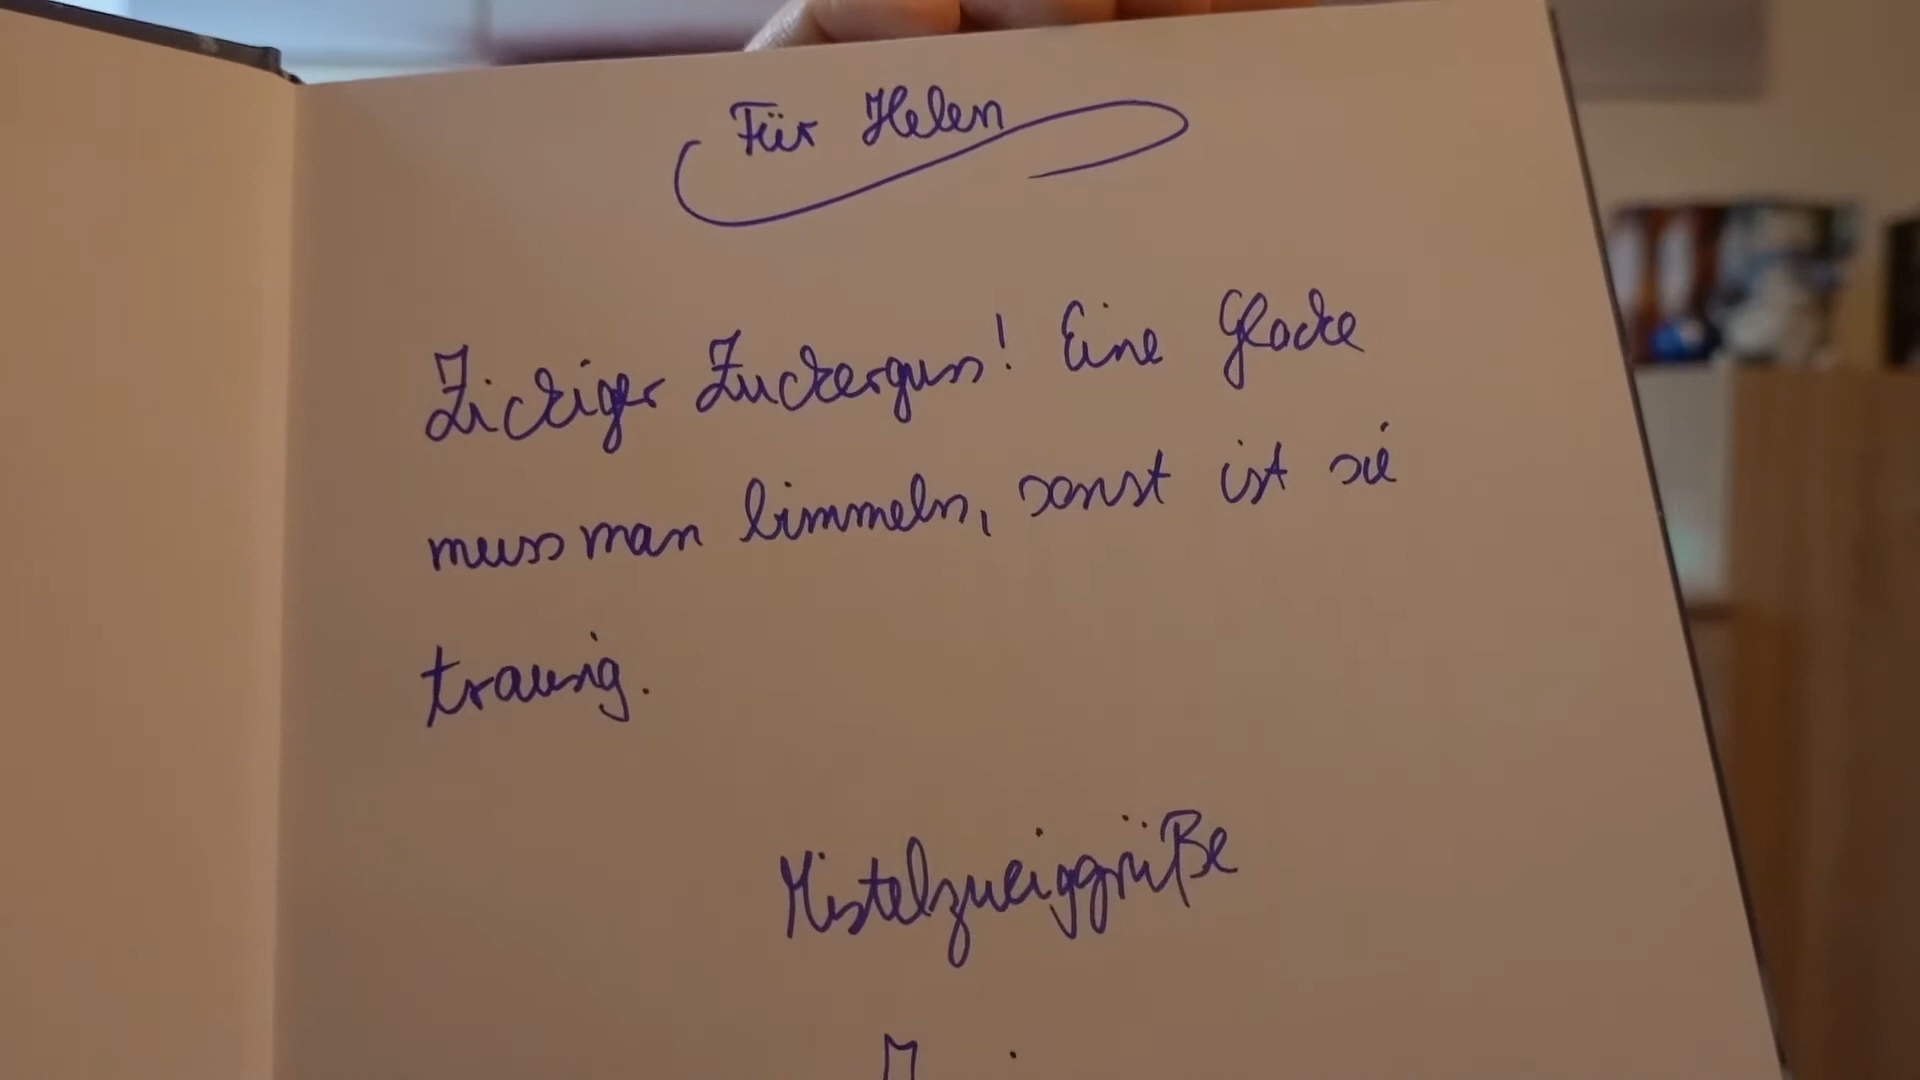 Für Helen
Zickiger Zuckerguss! Eine Glocke
muss man bimmeln, sonst ist sie
traurig.
Mistelzweiggrüße